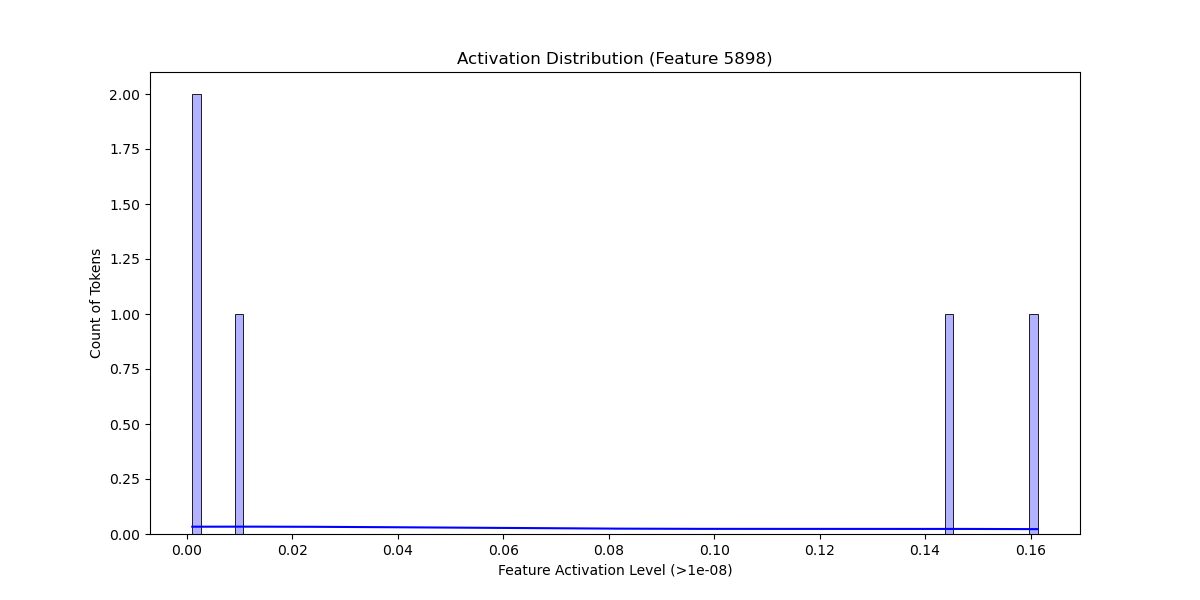 Activation Distribution (Feature 5898)
2.00
1.75
1.50
1.25
1.00
0.75
0.50
0.25
0.00
Count of Tokens
0.00 0.02 0.04 0.06 0.08 0.10 0.12 0.14 0.16
Feature Activation Level (>1e-08)